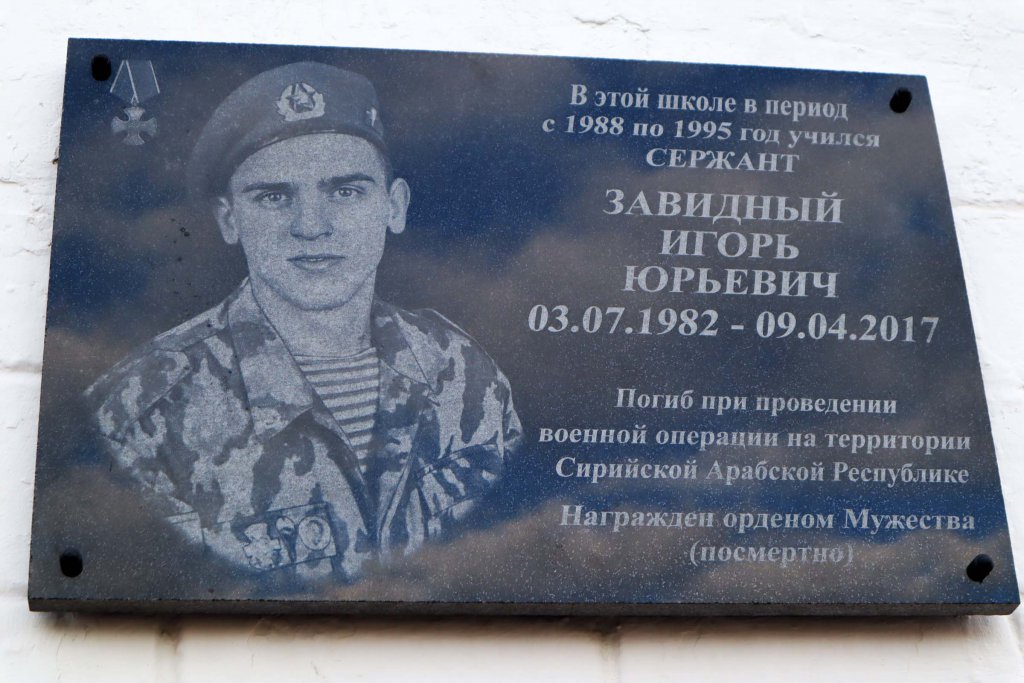 В этой школе в период
с 1988 по 1995 год учился
СЕРЖАНТ
ЗАВИДНЫЙ
ИГОРЬ
ЮРЬЕВИЧ
03.07.1982 - 09.04.2017
Погиб при проведении
военной операции на территории
Сирийской Арабской Республике
Награжден орденом Мужества
(посмертно)